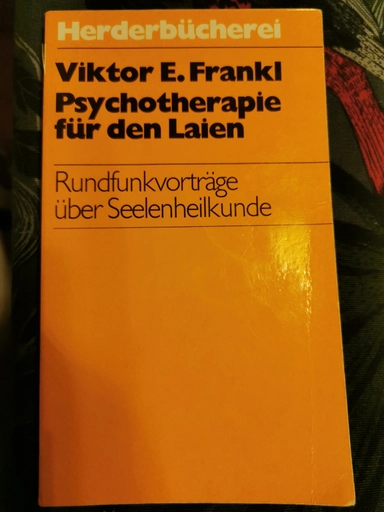 Herderbücherei
Viktor E. Frankl
Psychotherapie
für den Laien
Rundfunkvorträge
über Seelenheilkunde